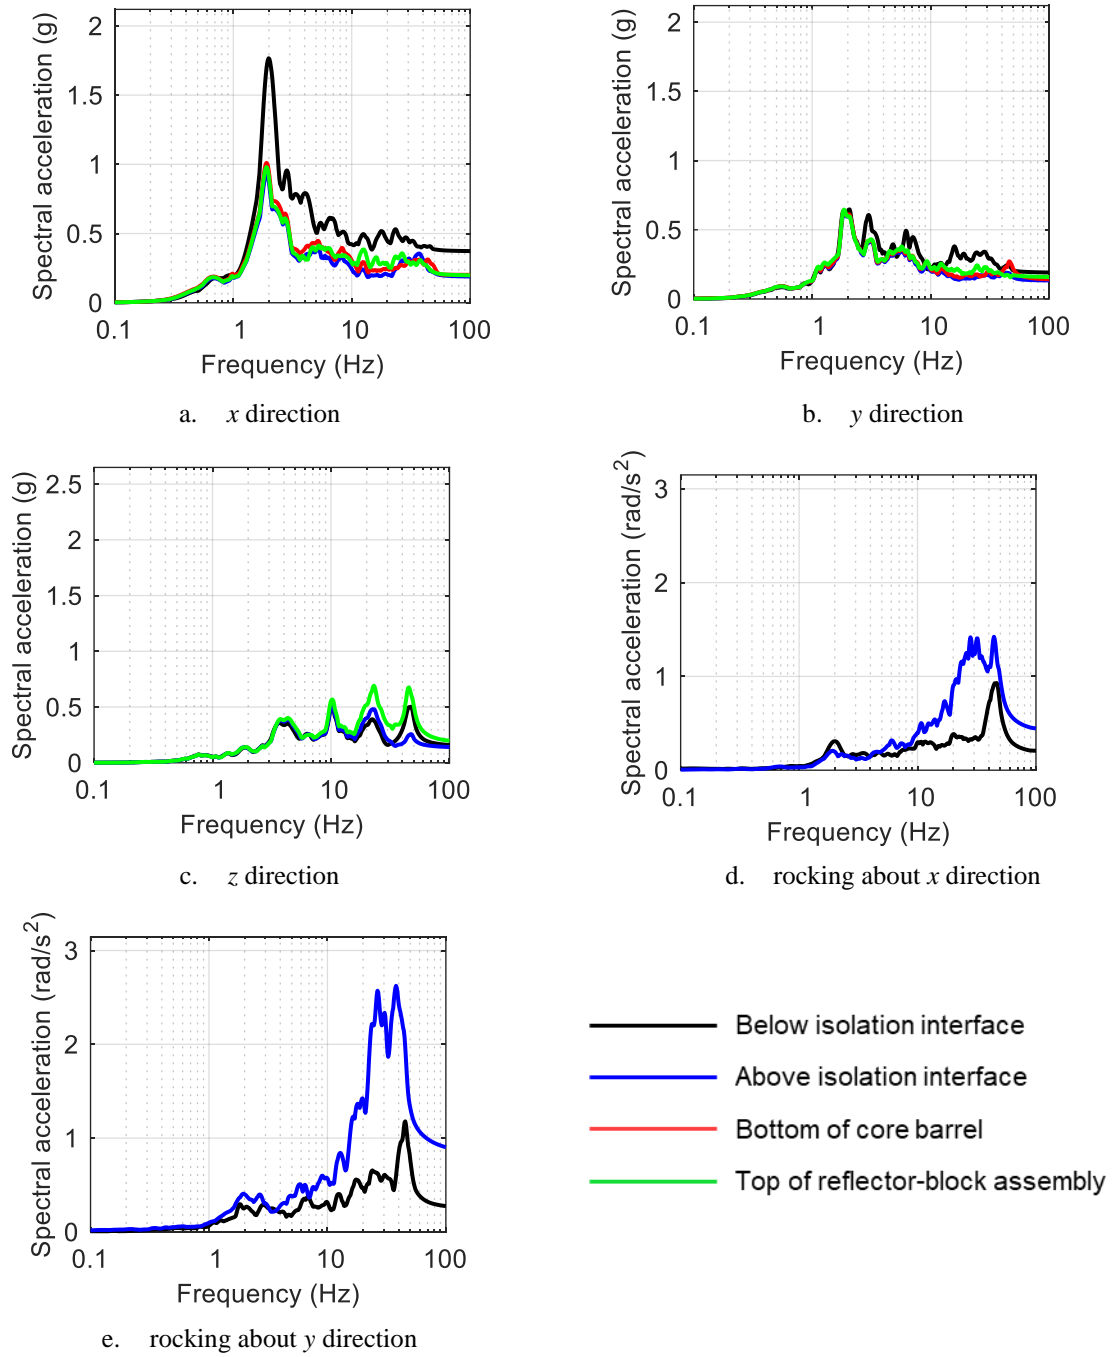 Spectral acceleration (g)
2
1.5
1
0.5
0
0.1 1 10 100
Frequency (Hz)
a. x direction
Spectral acceleration (g)
2
1.5
1
0.5
0
0.1 1 10 100
Frequency (Hz)
b. y direction
Spectral acceleration (g)
2.5
2
1.5
1
0.5
0
0.1 1 10 100
Frequency (Hz)
c. z direction
Spectral acceleration (rad/s²)
3
2
1
0
0.1 1 10 100
Frequency (Hz)
d. rocking about x direction
Spectral acceleration (rad/s²)
3
2
1
0
0.1 1 10 100
Frequency (Hz)
e. rocking about y direction
Below isolation interface
Above isolation interface
Bottom of core barrel
Top of reflector-block assembly